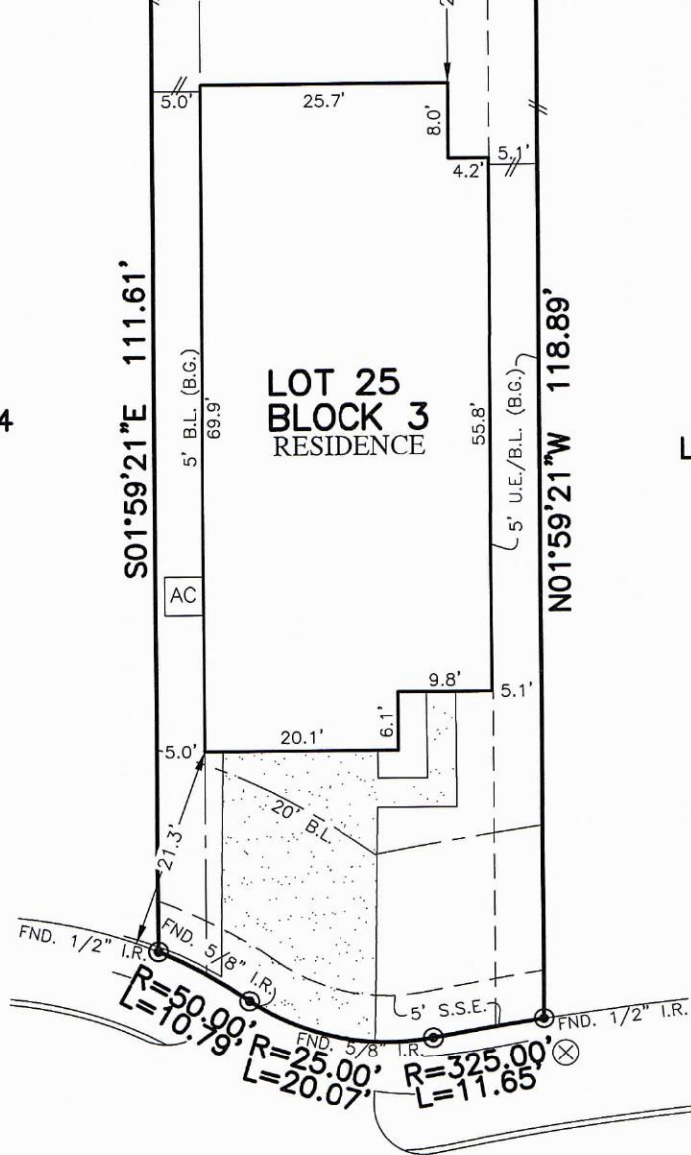 5.0'
25.7'
8.0'
4.2'
5.1'
S01°59'21"E 111.61'
5' B.L. (B.G.)
69.9'
LOT 25
BLOCK 3
RESIDENCE
55.8'
5' U.E./B.L. (B.G.)
N01°59'21"W 118.89'
4
L
AC
9.8'
5.1'
6.1'
20.1'
5.0'
20' B.L.
21.3'
FND. 1/2" I.R.
FND. 5/8" I.R.
5' S.S.E.
FND. 1/2" I.R.
R=50.00'
L=10.79'
FND. 5/8" I.R.
R=25.00'
L=20.07'
R=325.00'
L=11.65'